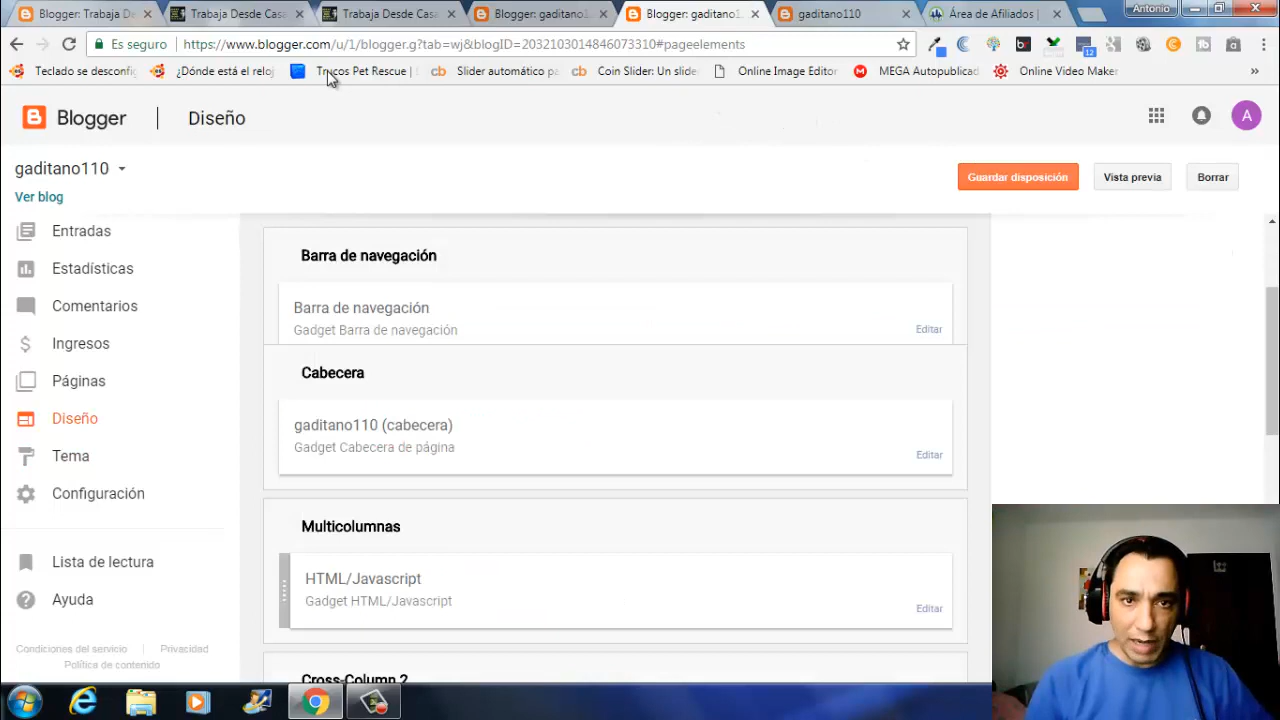 Blogger: Trabaja De
Trabaja Desde Casa
Trabaja Desde Casa
Blogger: gaditano1
Blogger: gaditano1
gaditano110
Área de Afiliados |
Antonio
Es seguro
https://www.blogger.com/u/1/blogger.g?tab=wj&blogID=2032103014846073310#pageelements
12
Teclado se desconfig
¿Dónde está el reloj
Trucos Pet Rescue |
Slider automático pa
Coin Slider: Un slide
Online Image Editor
MEGA Autopublicad
Online Video Maker
»
Blogger
Diseño
A
gaditano110
Guardar disposición
Vista previa
Borrar
Ver blog
Entradas
Estadísticas
Comentarios
Ingresos
Páginas
Diseño
Tema
Configuración
Lista de lectura
Ayuda
Condiciones del servicio
Privacidad
Política de contenido
Barra de navegación
Barra de navegación
Gadget Barra de navegación
Editar
Cabecera
gaditano110 (cabecera)
Gadget Cabecera de página
Editar
Multicolumnas
HTML/Javascript
Gadget HTML/Javascript
Editar
Cross-Column 2